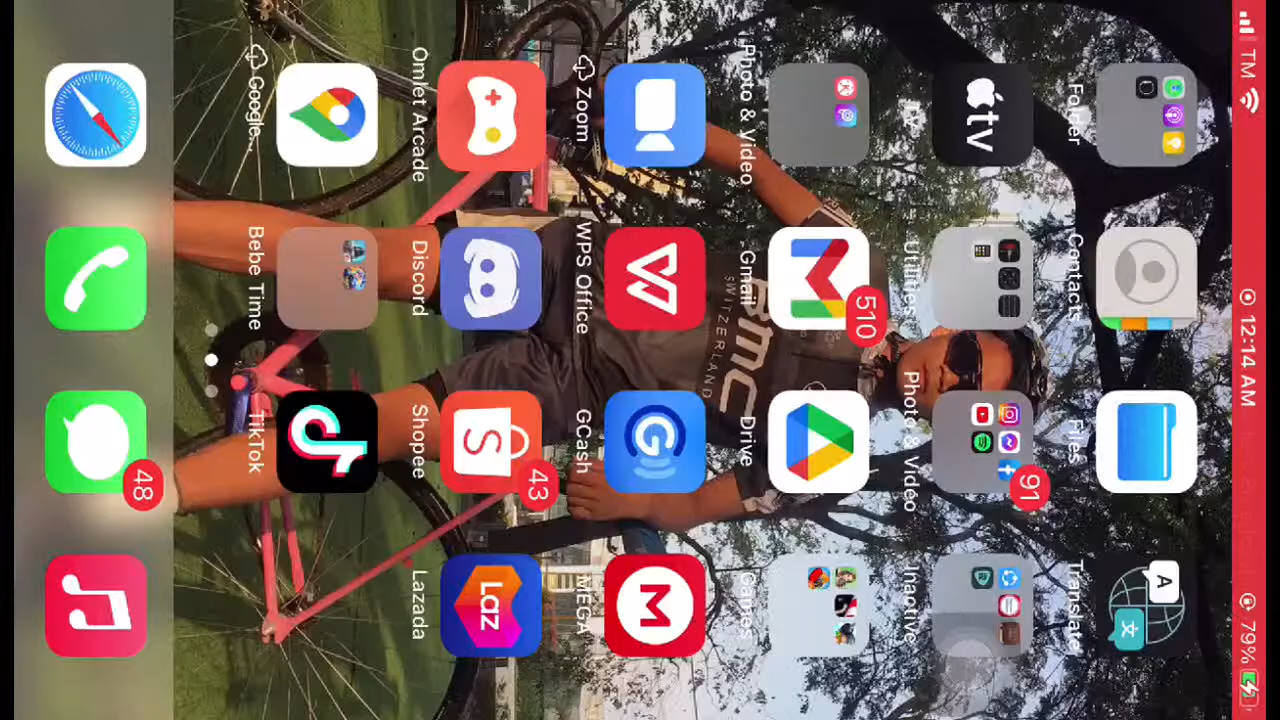 TM 12:14 AM 79%
Folder Contacts Files Translate
TV Utilities Photo & Video Inactive
91
Photo & Video Gmail Drive Games
510
Zoom WPS Office GCash MEGA
Omlet Arcade Discord Shopee Lazada
43
Google... Bebe Time TikTok
48
tv
A
文
BMC
SWITZERLAND
Laz